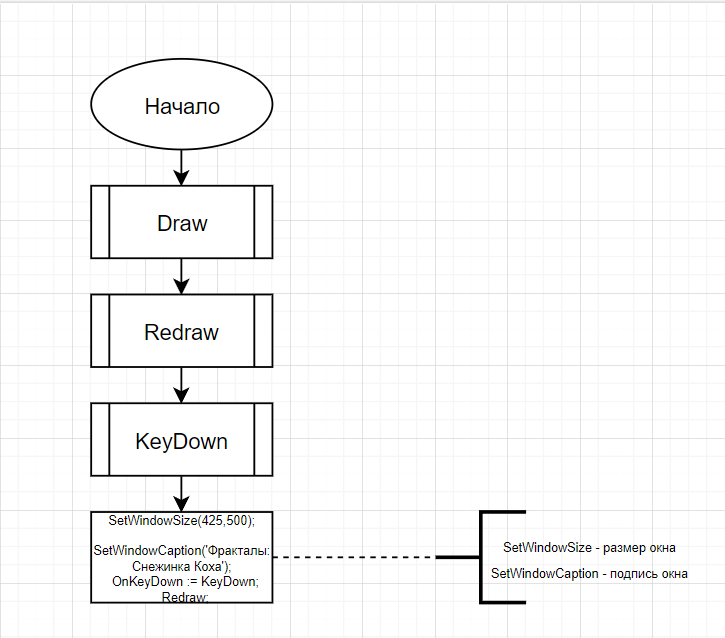 Начало
Draw
Redraw
KeyDown
SetWindowSize(425,500);
SetWindowCaption('Фракталы:
Снежинка Коха');
OnKeyDown := KeyDown;
Redraw;
SetWindowSize - размер окна
SetWindowCaption - подпись окна